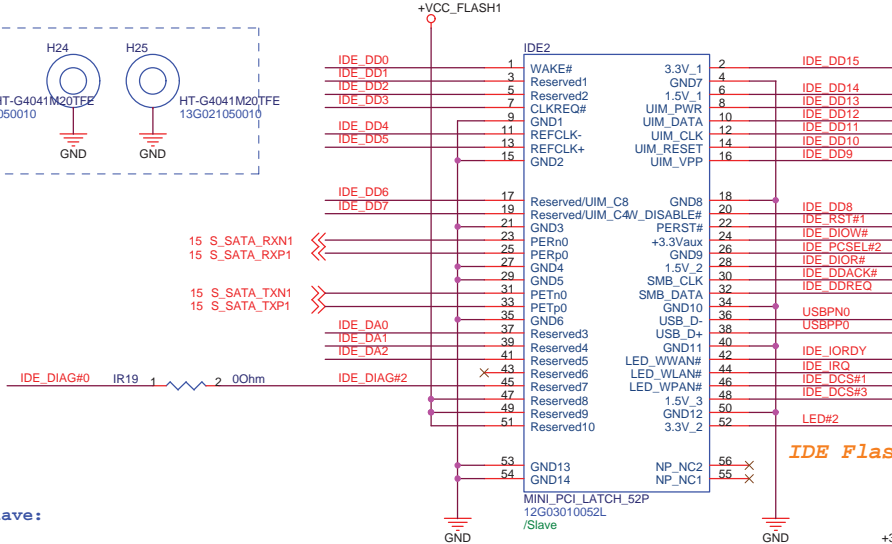 +VCC_FLASH1
H24
H25
HT-G4041M20TFE
HT-G4041M20TFE
050010
13G021050010
GND
GND
IDE2
IDE_DD0 1 WAKE# 3.3V_1 2 IDE_DD15
IDE_DD1 3 Reserved1 GND7 4
IDE_DD2 5 Reserved2 1.5V_1 6 IDE_DD14
IDE_DD3 7 CLKREQ# UIM_PWR 8 IDE_DD13
9 GND1 UIM_DATA 10 IDE_DD12
IDE_DD4 11 REFCLK- UIM_CLK 12 IDE_DD11
IDE_DD5 13 REFCLK+ UIM_RESET 14 IDE_DD10
15 GND2 UIM_VPP 16 IDE_DD9
IDE_DD6 17 Reserved/UIM_C8 GND8 18
IDE_DD7 19 Reserved/UIM_C4 W_DISABLE# 20 IDE_DD8
21 GND3 PERST# 22 IDE_RST#1
15 S_SATA_RXN1 23 PERn0 +3.3Vaux 24 IDE_DIOW#
15 S_SATA_RXP1 25 PERp0 GND9 26 IDE_PCSEL#2
27 GND4 1.5V_2 28 IDE_DIOR#
29 GND5 SMB_CLK 30 IDE_DDACK#
15 S_SATA_TXN1 31 PETn0 SMB_DATA 32 IDE_DDREQ
15 S_SATA_TXP1 33 PETp0 GND10 34
35 GND6 USB_D- 36 USBPN0
IDE_DA0 37 Reserved3 USB_D+ 38 USBPP0
IDE_DA1 39 Reserved4 GND11 40
IDE_DA2 41 Reserved5 LED_WWAN# 42 IDE_IORDY
43 Reserved6 LED_WLAN# 44 IDE_IRQ
IDE_DIAG#0 IR19 1 2 0Ohm IDE_DIAG#2 45 Reserved7 LED_WPAN# 46 IDE_DCS#1
47 Reserved8 1.5V_3 48 IDE_DCS#3
49 Reserved9 GND12 50
51 Reserved10 3.3V_2 52 LED#2
IDE Flas
53 GND13 NP_NC2 56
54 GND14 NP_NC1 55
MINI_PCI_LATCH_52P
12G03010052L
/Slave
ave:
GND
GND
+3